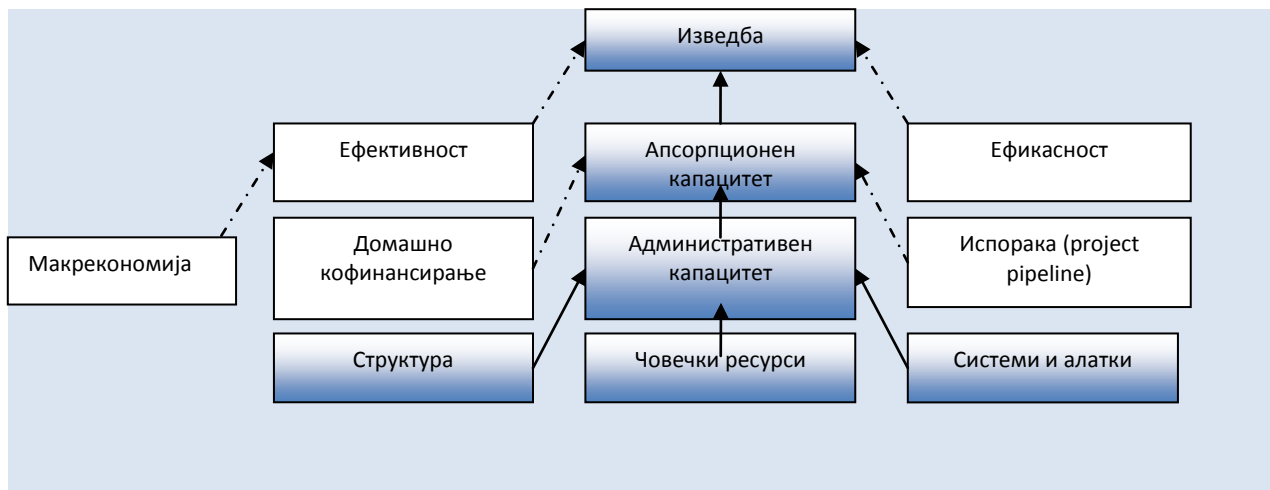 Изведба
Ефективност
Апсорпционен
капацитет
Ефикасност
Макрекономија
Домашно
кофинансирање
Административен
капацитет
Испорака (project
pipeline)
Структура
Човечки ресурси
Системи и алатки